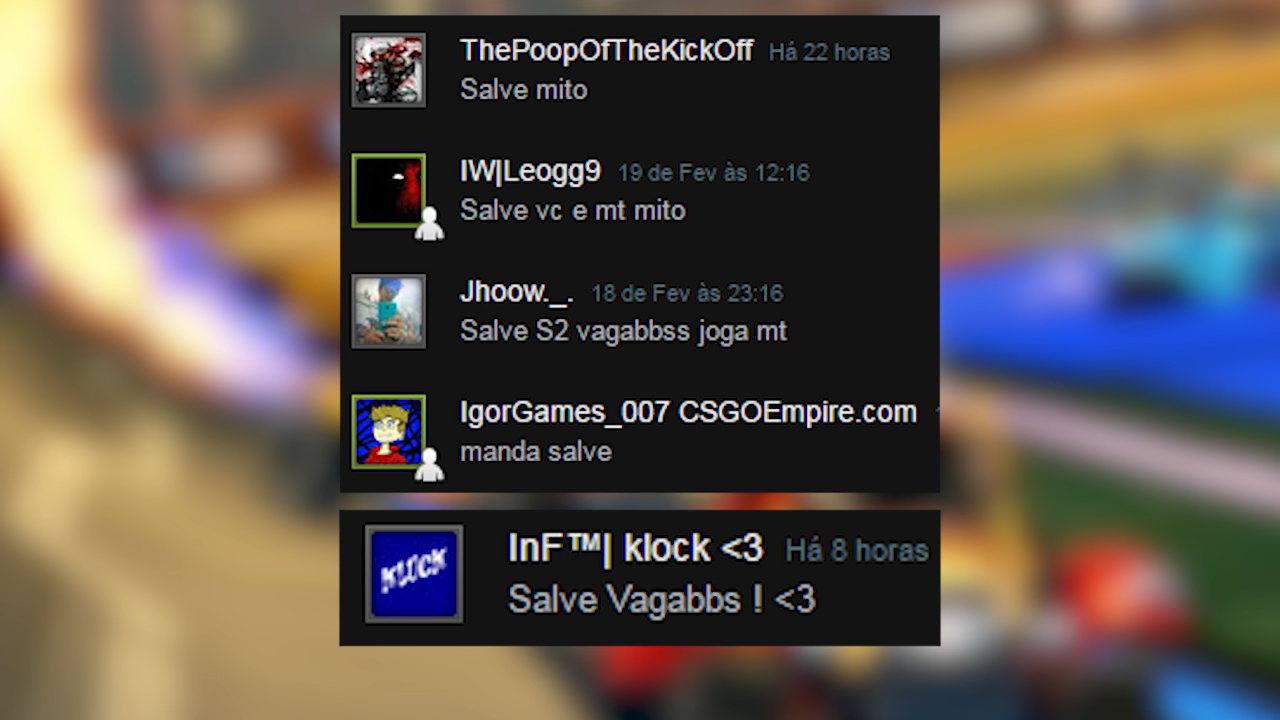 ThePoopOfTheKickOff Há 22 horas
Salve mito
IW|Leogg9 19 de Fev às 12:16
Salve vc e mt mito
Jhoow._. 18 de Fev às 23:16
Salve S2 vagabbss joga mt
IgorGames_007 CSGOEmpire.com
manda salve
KLOCK
InF™| klock <3 Há 8 horas
Salve Vagabbs ! <3